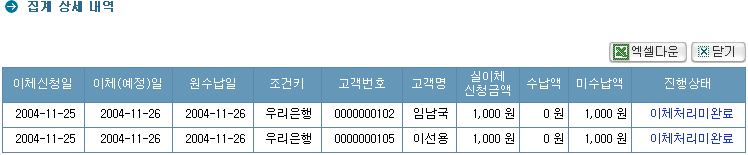 집계 상세 내역
엑셀다운 닫기
이체신청일 이체(예정)일 원수납일 조건키 고객번호 고객명 실이체 신청금액 수납액 미수납액 진행상태
2004-11-25 2004-11-26 2004-11-26 우리은행 0000000102 임남국 1,000 원 0 원 1,000 원 이체처리미완료
2004-11-25 2004-11-26 2004-11-26 우리은행 0000000105 이선용 1,000 원 0 원 1,000 원 이체처리미완료